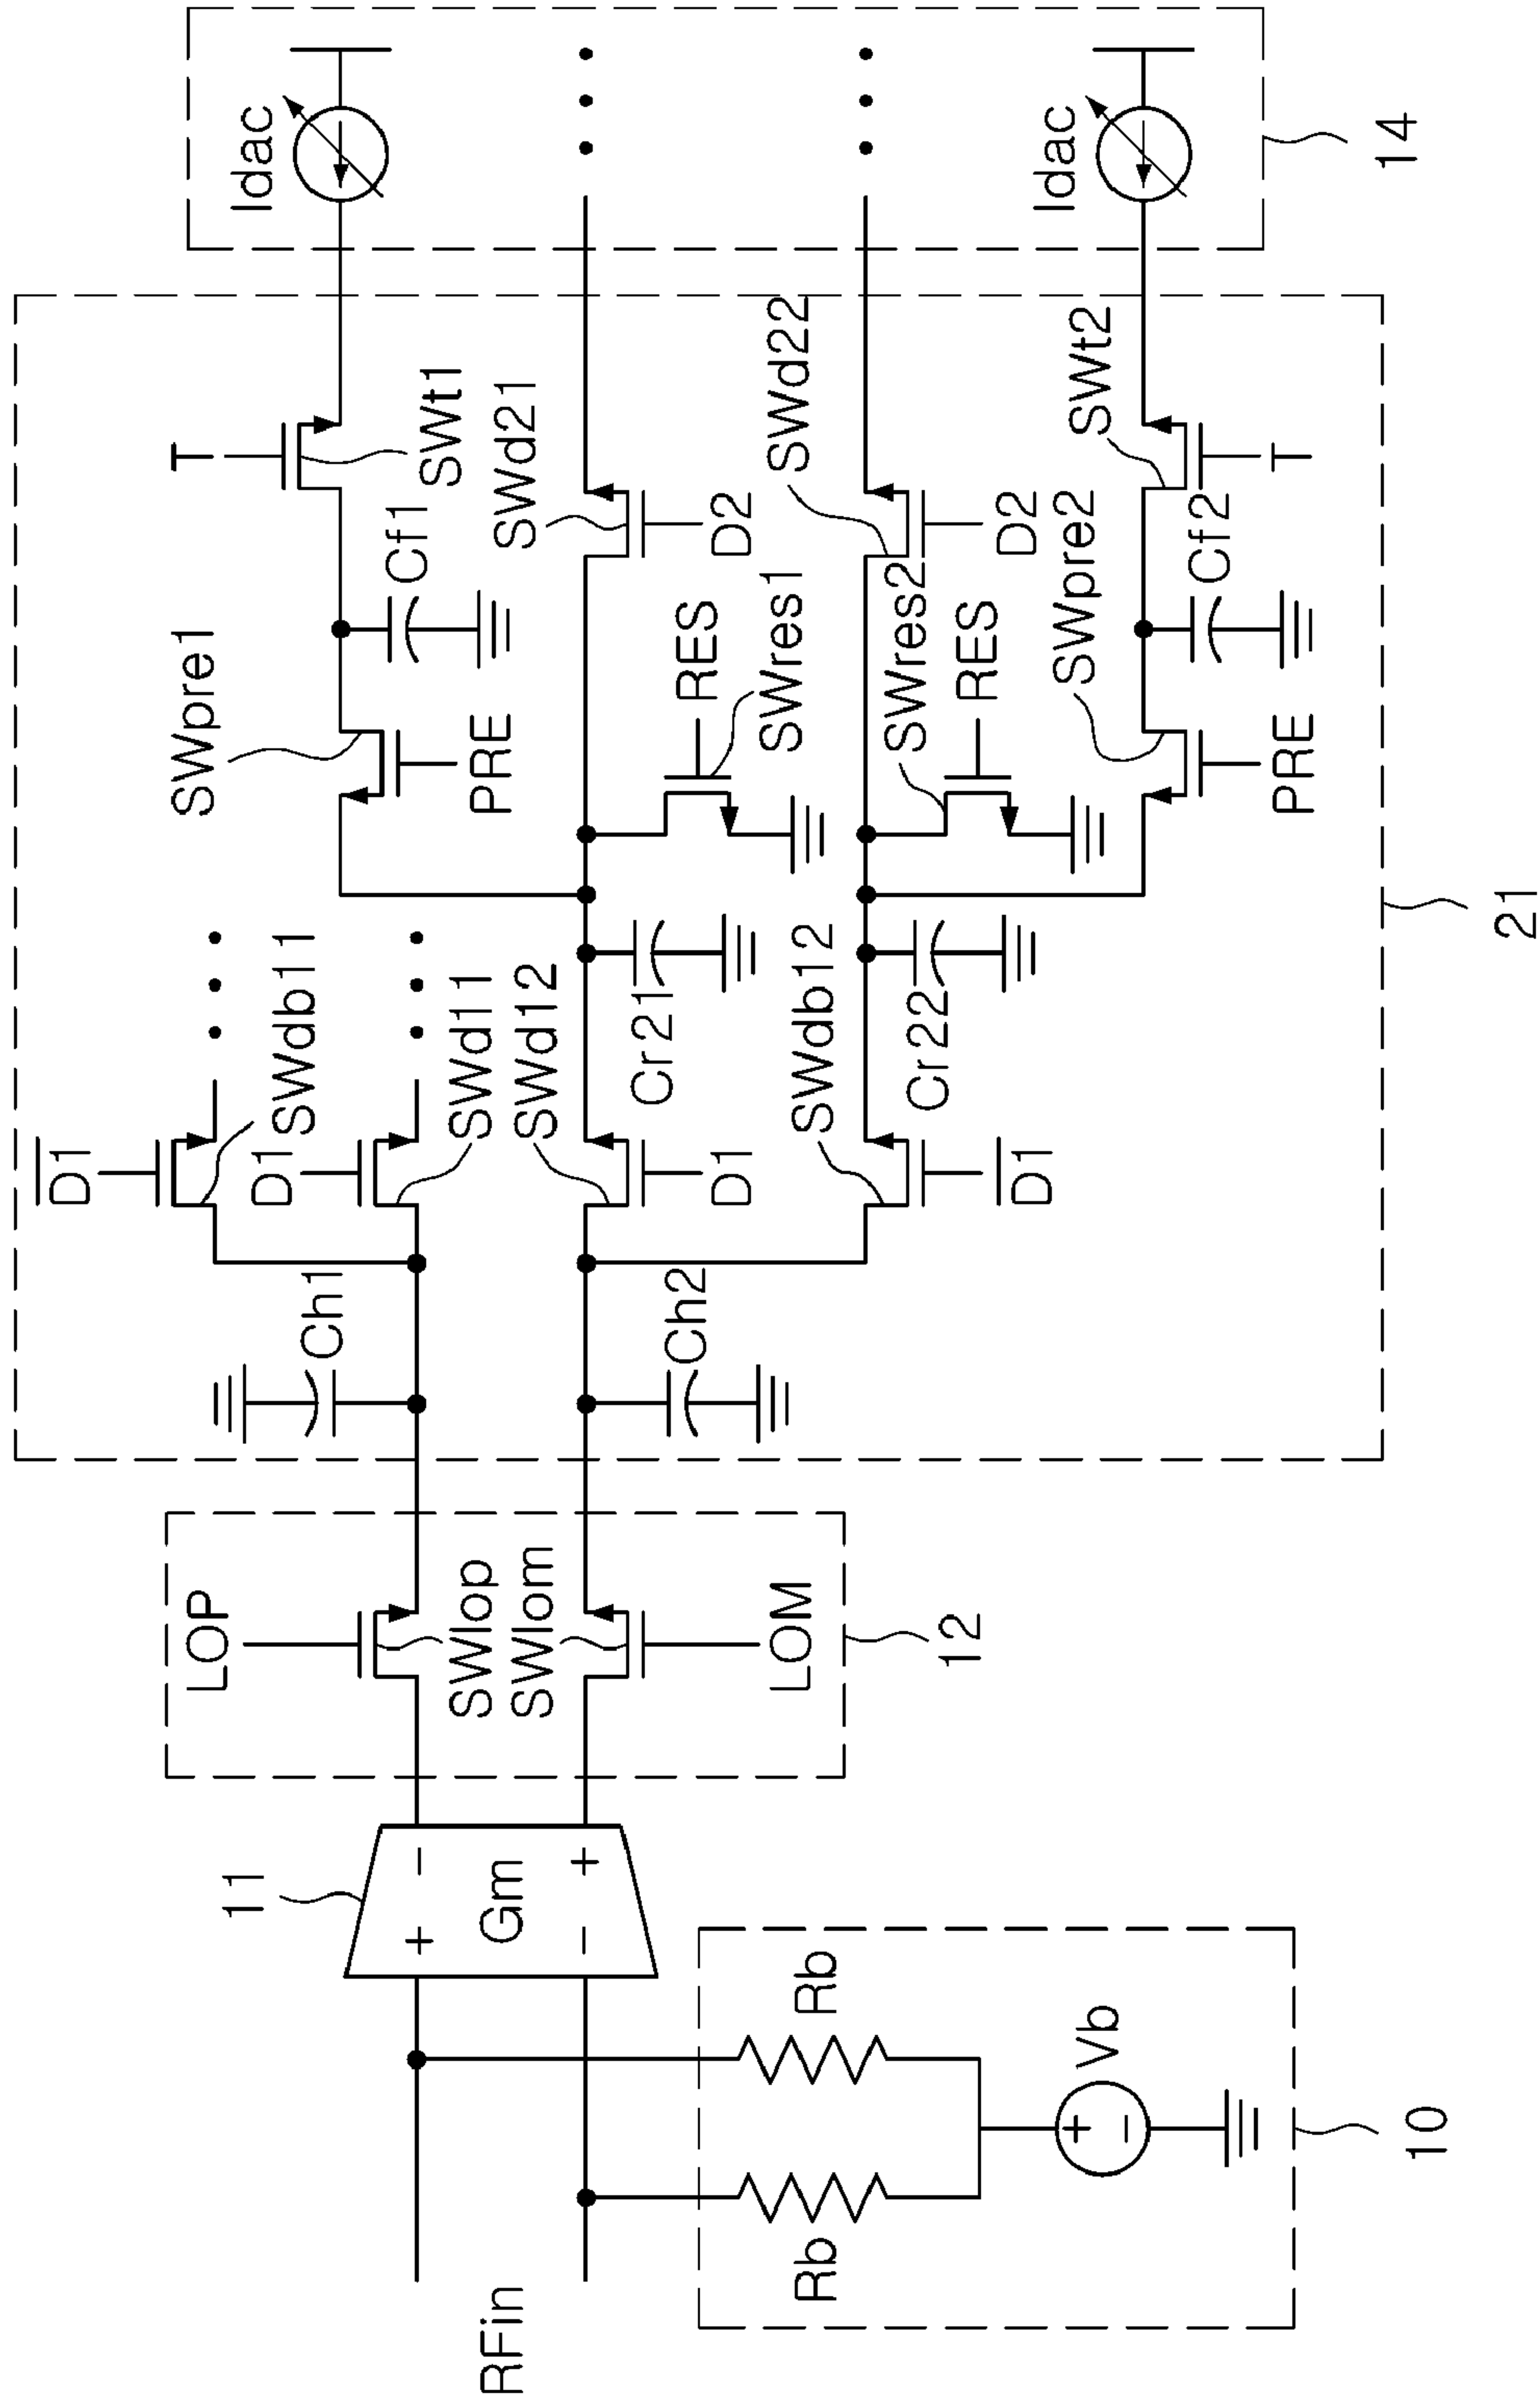 RFin
Rb
Rb
Vb
+
−
10
11
+
−
Gm
−
+
LOP
SWlop
SWlom
LOM
12
Ch1
Ch2
D1
SWdb11
D1
SWd11
SWd12
D1
SWdb12
D1
Cr21
Cr22
SWpre1
PRE
RES
SWres1
SWres2
RES
SWpre2
PRE
Cf1
Cf2
T
SWt1
SWd21
D2
SWd22
D2
SWt2
T
21
Idac
Idac
14